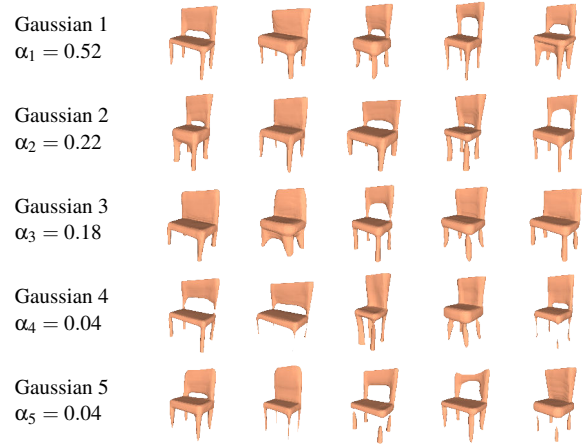 Gaussian 1
α₁ = 0.52
Gaussian 2
α₂ = 0.22
Gaussian 3
α₃ = 0.18
Gaussian 4
α₄ = 0.04
Gaussian 5
α₅ = 0.04